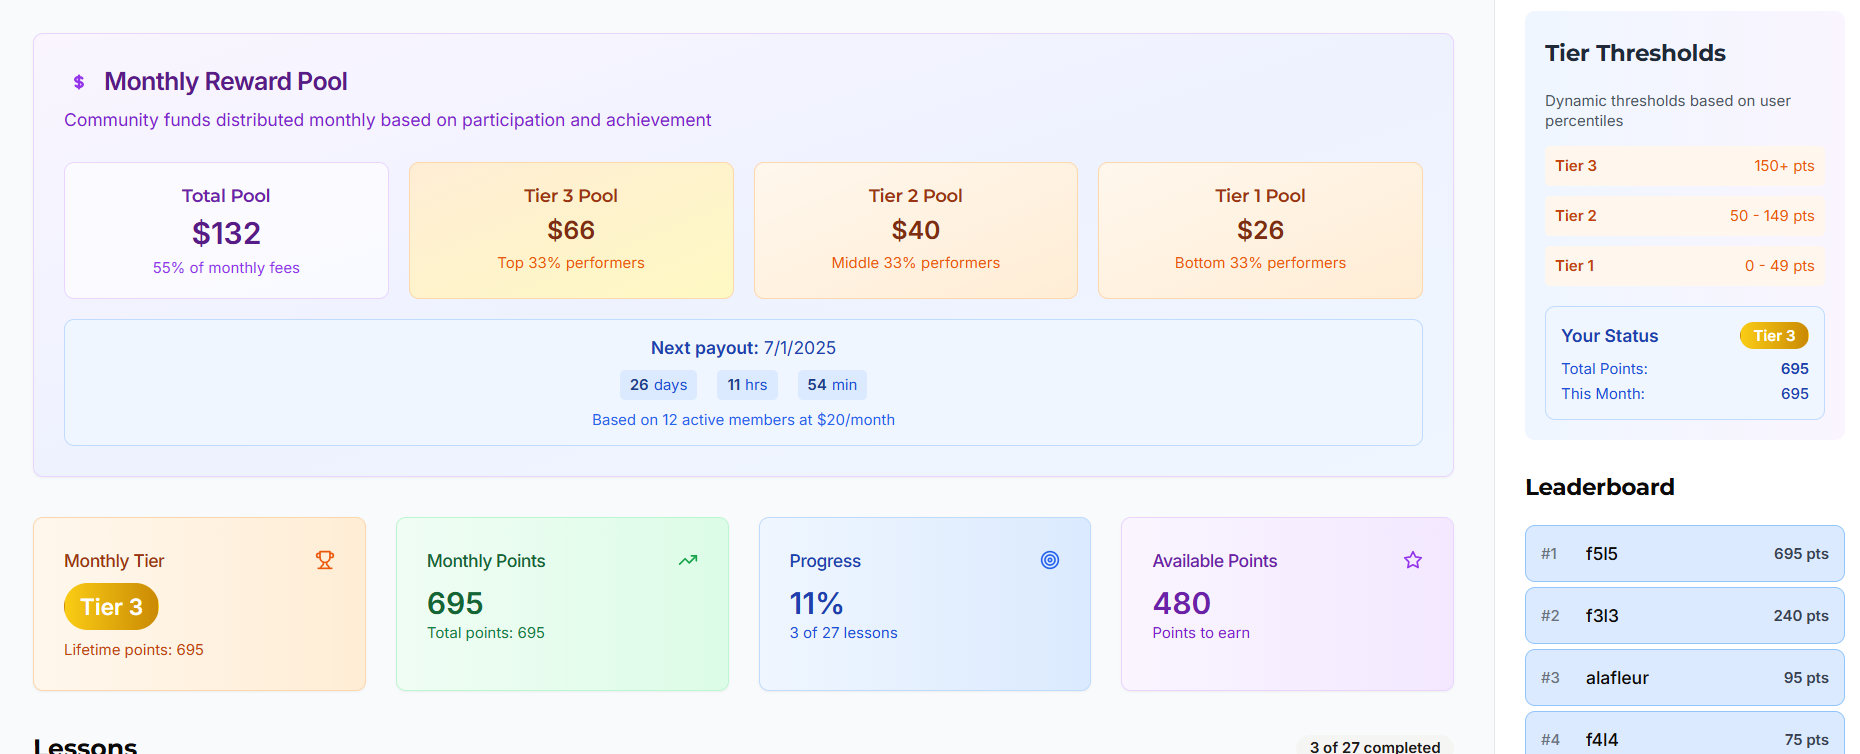 $ Monthly Reward Pool
Community funds distributed monthly based on participation and achievement
Total Pool
$132
55% of monthly fees
Tier 3 Pool
$66
Top 33% performers
Tier 2 Pool
$40
Middle 33% performers
Tier 1 Pool
$26
Bottom 33% performers
Next payout: 7/1/2025
26 days 11 hrs 54 min
Based on 12 active members at $20/month
Monthly Tier
Tier 3
Lifetime points: 695
Monthly Points
695
Total points: 695
Progress
11%
3 of 27 lessons
Available Points
480
Points to earn
Lessons
3 of 27 completed
Tier Thresholds
Dynamic thresholds based on user
percentiles
Tier 3 150+ pts
Tier 2 50 - 149 pts
Tier 1 0 - 49 pts
Your Status Tier 3
Total Points: 695
This Month: 695
Leaderboard
#1 f5l5 695 pts
#2 f3l3 240 pts
#3 alafleur 95 pts
#4 f4l4 75 pts